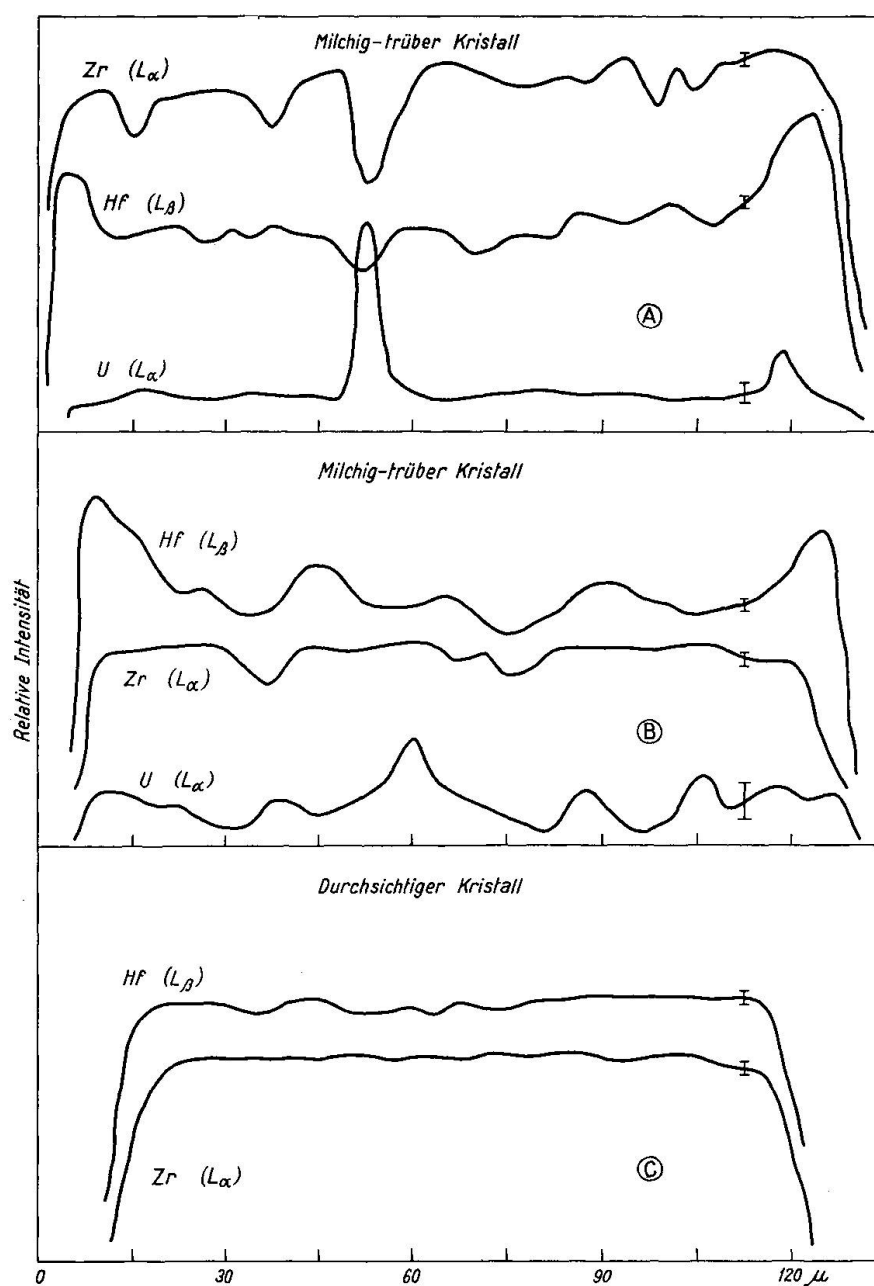 Milchig-trüber Kristall
Zr (Lα)
Hf (Lβ)
A
U (Lα)
Milchig-trüber Kristall
Hf (Lβ)
Relative Intensität
Zr (Lα)
B
U (Lα)
Durchsichtiger Kristall
Hf (Lβ)
Zr (Lα)
C
0 30 60 90 120 μ